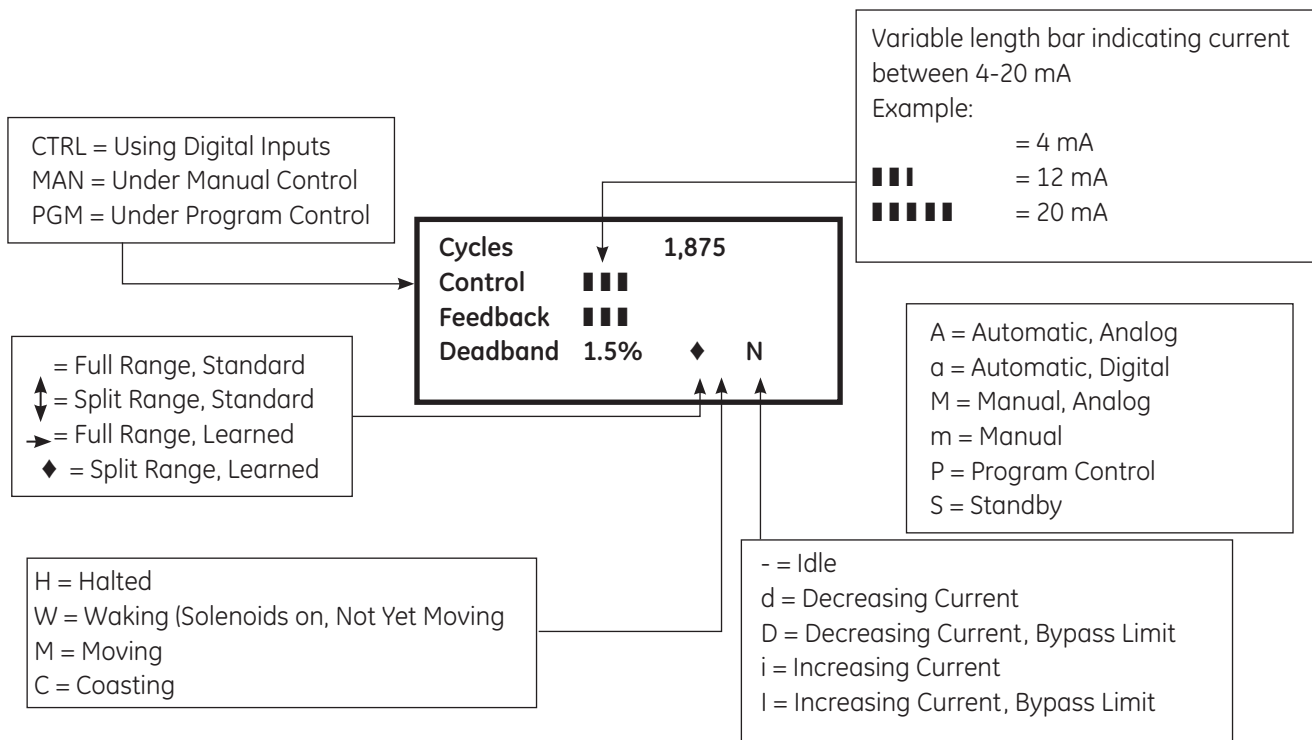 Variable length bar indicating current
between 4-20 mA
Example:
= 4 mA
= 12 mA
= 20 mA
CTRL = Using Digital Inputs
MAN = Under Manual Control
PGM = Under Program Control
Cycles 1,875
Control
Feedback
Deadband 1.5% ♦ N
= Full Range, Standard
↕ = Split Range, Standard
→ = Full Range, Learned
♦ = Split Range, Learned
A = Automatic, Analog
a = Automatic, Digital
M = Manual, Analog
m = Manual
P = Program Control
S = Standby
H = Halted
W = Waking (Solenoids on, Not Yet Moving
M = Moving
C = Coasting
- = Idle
d = Decreasing Current
D = Decreasing Current, Bypass Limit
i = Increasing Current
I = Increasing Current, Bypass Limit